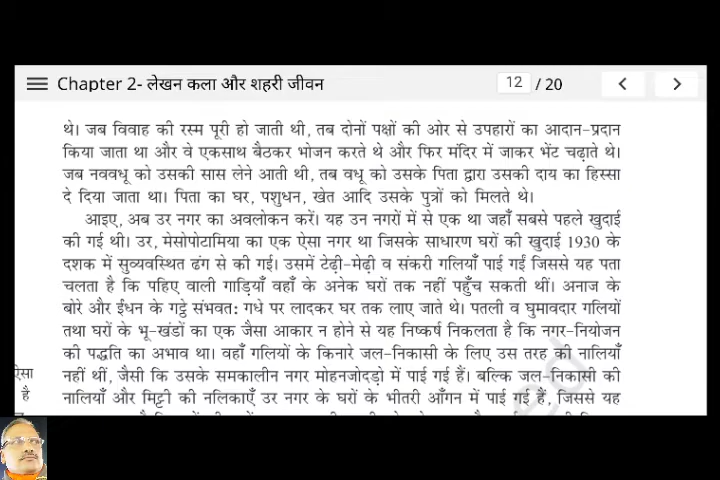 Chapter 2- लेखन कला और शहरी जीवन
12 / 20
थे। जब विवाह की रस्म पूरी हो जाती थी, तब दोनों पक्षों की ओर से उपहारों का आदान-प्रदान
किया जाता था और वे एकसाथ बैठकर भोजन करते थे और फिर मंदिर में जाकर भेंट चढ़ाते थे।
जब नववधू को उसकी सास लेने आती थी, तब वधू को उसके पिता द्वारा उसकी दाय का हिस्सा
दे दिया जाता था। पिता का घर, पशुधन, खेत आदि उसके पुत्रों को मिलते थे।
आइए, अब उर नगर का अवलोकन करें। यह उन नगरों में से एक था जहाँ सबसे पहले खुदाई
की गई थी। उर, मेसोपोटामिया का एक ऐसा नगर था जिसके साधारण घरों की खुदाई 1930 के
दशक में सुव्यवस्थित ढंग से की गई। उसमें टेढ़ी-मेढ़ी व संकरी गलियाँ पाई गईं जिससे यह पता
चलता है कि पहिए वाली गाड़ियाँ वहाँ के अनेक घरों तक नहीं पहुँच सकती थीं। अनाज के
बोरे और ईंधन के गट्ठे संभवत: गधे पर लादकर घर तक लाए जाते थे। पतली व घुमावदार गलियों
तथा घरों के भू-खंडों का एक जैसा आकार न होने से यह निष्कर्ष निकलता है कि नगर-नियोजन
की पद्धति का अभाव था। वहाँ गलियों के किनारे जल-निकासी के लिए उस तरह की नालियाँ
ऐसा
नहीं थीं, जैसी कि उसके समकालीन नगर मोहनजोदड़ो में पाई गई हैं। बल्कि जल-निकासी की
है
नालियाँ और मिट्टी की नलिकाएँ उर नगर के घरों के भीतरी आँगन में पाई गई हैं, जिससे यह